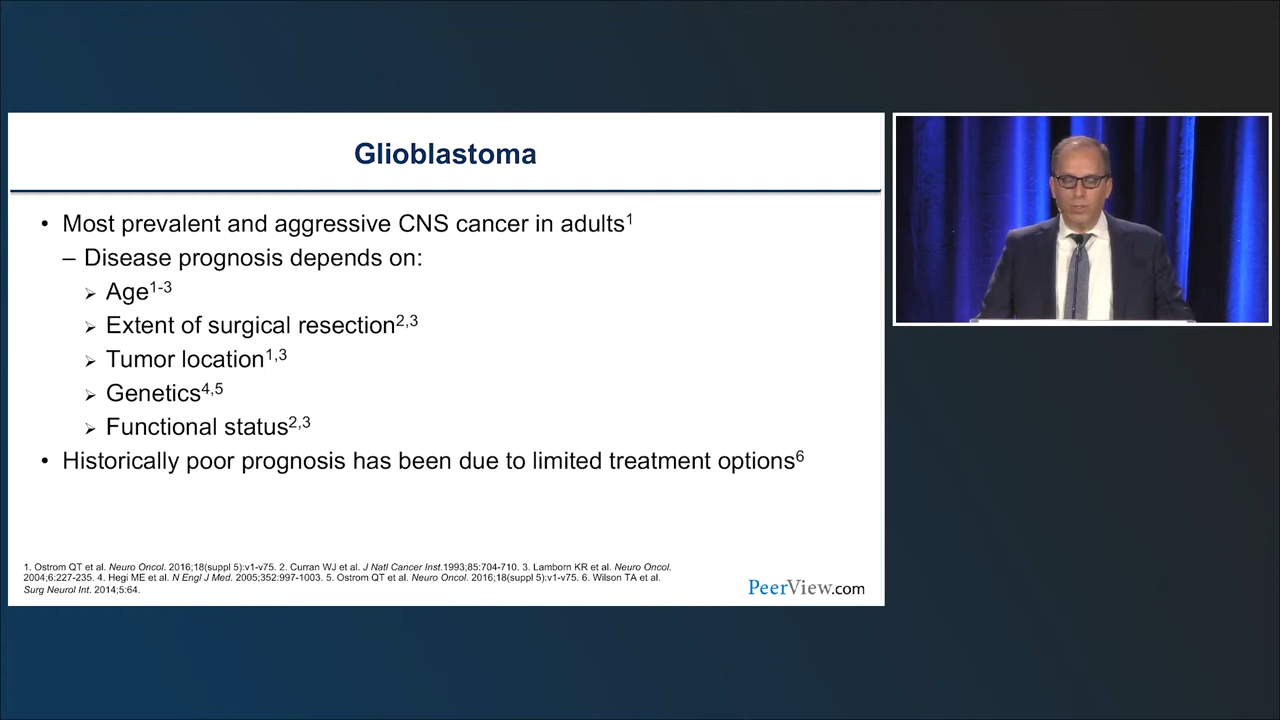 Glioblastoma
• Most prevalent and aggressive CNS cancer in adults1
– Disease prognosis depends on:
➢ Age1-3
➢ Extent of surgical resection2,3
➢ Tumor location1,3
➢ Genetics4,5
➢ Functional status2,3
• Historically poor prognosis has been due to limited treatment options6
1. Ostrom QT et al. Neuro Oncol. 2016;18(suppl 5):v1-v75. 2. Curran WJ et al. J Natl Cancer Inst.1993;85:704-710. 3. Lamborn KR et al. Neuro Oncol.
2004;6:227-235. 4. Hegi ME et al. N Engl J Med. 2005;352:997-1003. 5. Ostrom QT et al. Neuro Oncol. 2016;18(suppl 5):v1-v75. 6. Wilson TA et al.
Surg Neurol Int. 2014;5:64.
PeerView.com